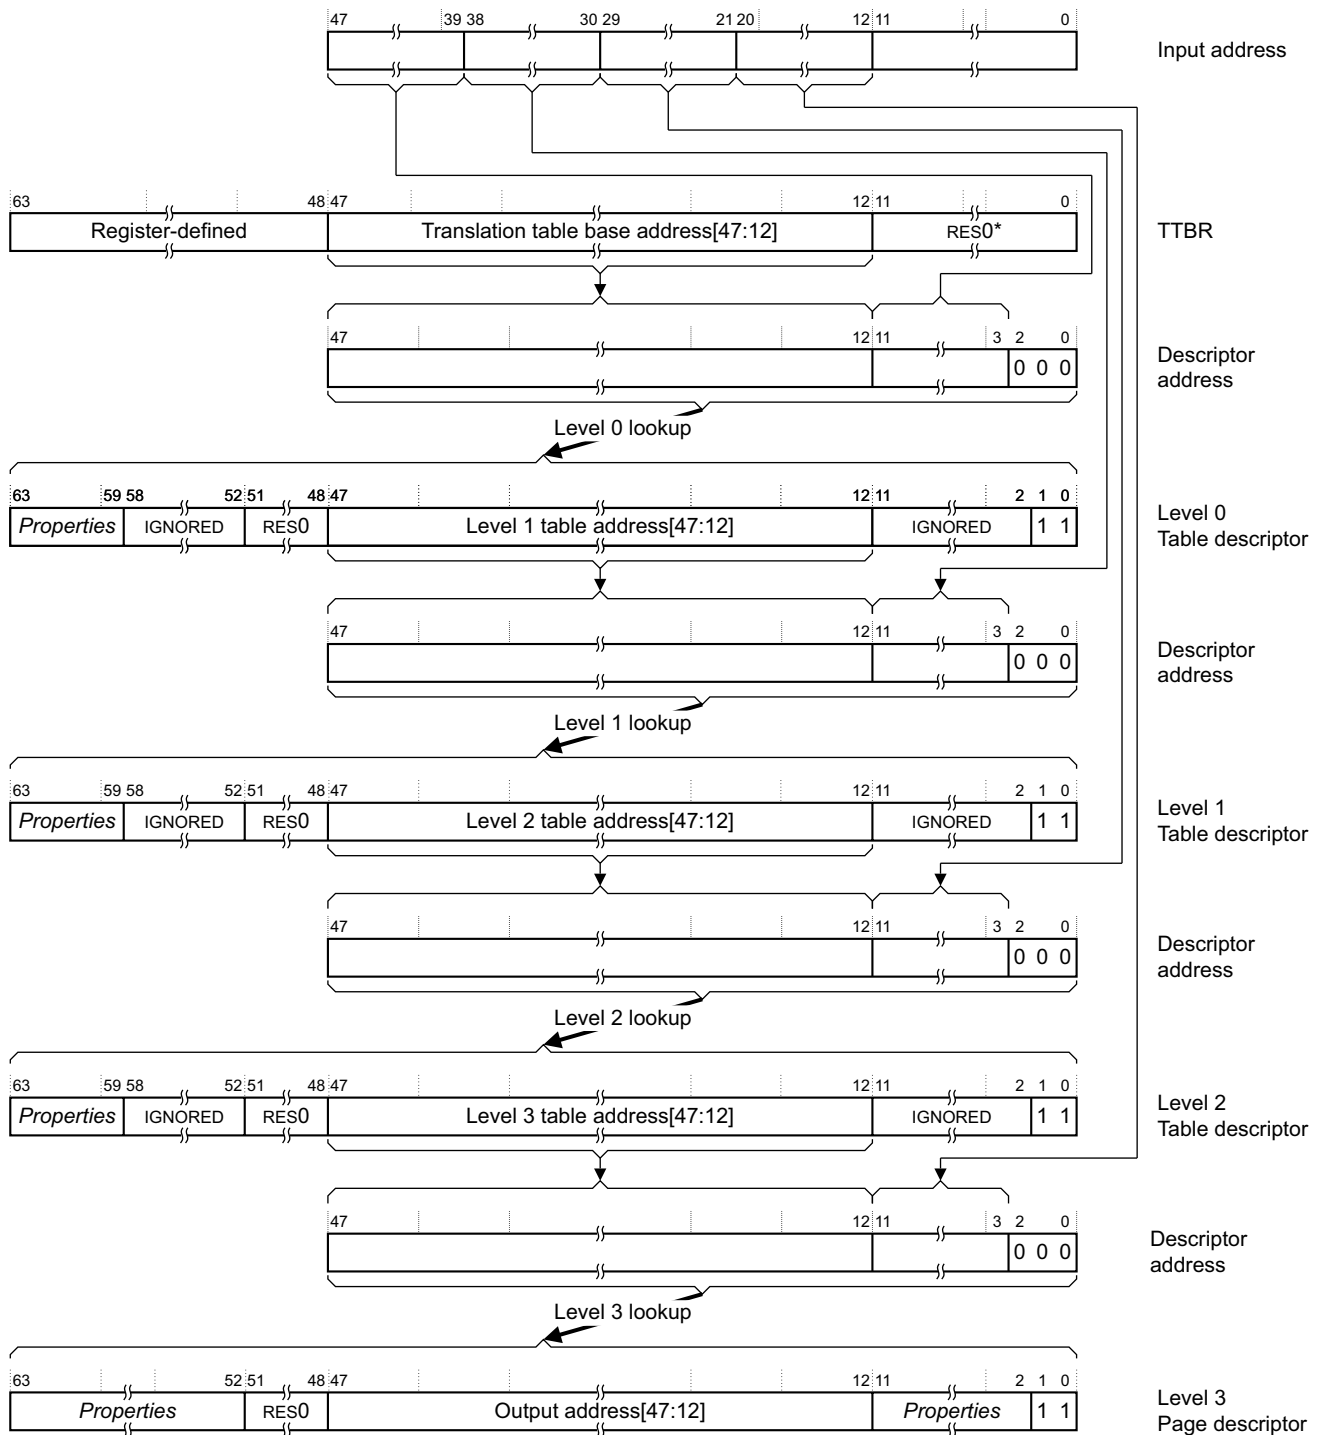 47 39 38 30 29 21 20 12 11 0
Input address
63 48 47 12 11 0
Register-defined Translation table base address[47:12] RES0* TTBR
47 12 11 3 2 0
0 0 0
Descriptor
address
Level 0 lookup
63 59 58 52 51 48 47 12 11 2 1 0
Properties IGNORED RES0 Level 1 table address[47:12] IGNORED 1 1
Level 0
Table descriptor
47 12 11 3 2 0
0 0 0
Descriptor
address
Level 1 lookup
63 59 58 52 51 48 47 12 11 2 1 0
Properties IGNORED RES0 Level 2 table address[47:12] IGNORED 1 1
Level 1
Table descriptor
47 12 11 3 2 0
0 0 0
Descriptor
address
Level 2 lookup
63 59 58 52 51 48 47 12 11 2 1 0
Properties IGNORED RES0 Level 3 table address[47:12] IGNORED 1 1
Level 2
Table descriptor
47 12 11 3 2 0
0 0 0
Descriptor
address
Level 3 lookup
63 52 51 48 47 12 11 2 1 0
Properties RES0 Output address[47:12] Properties 1 1
Level 3
Page descriptor